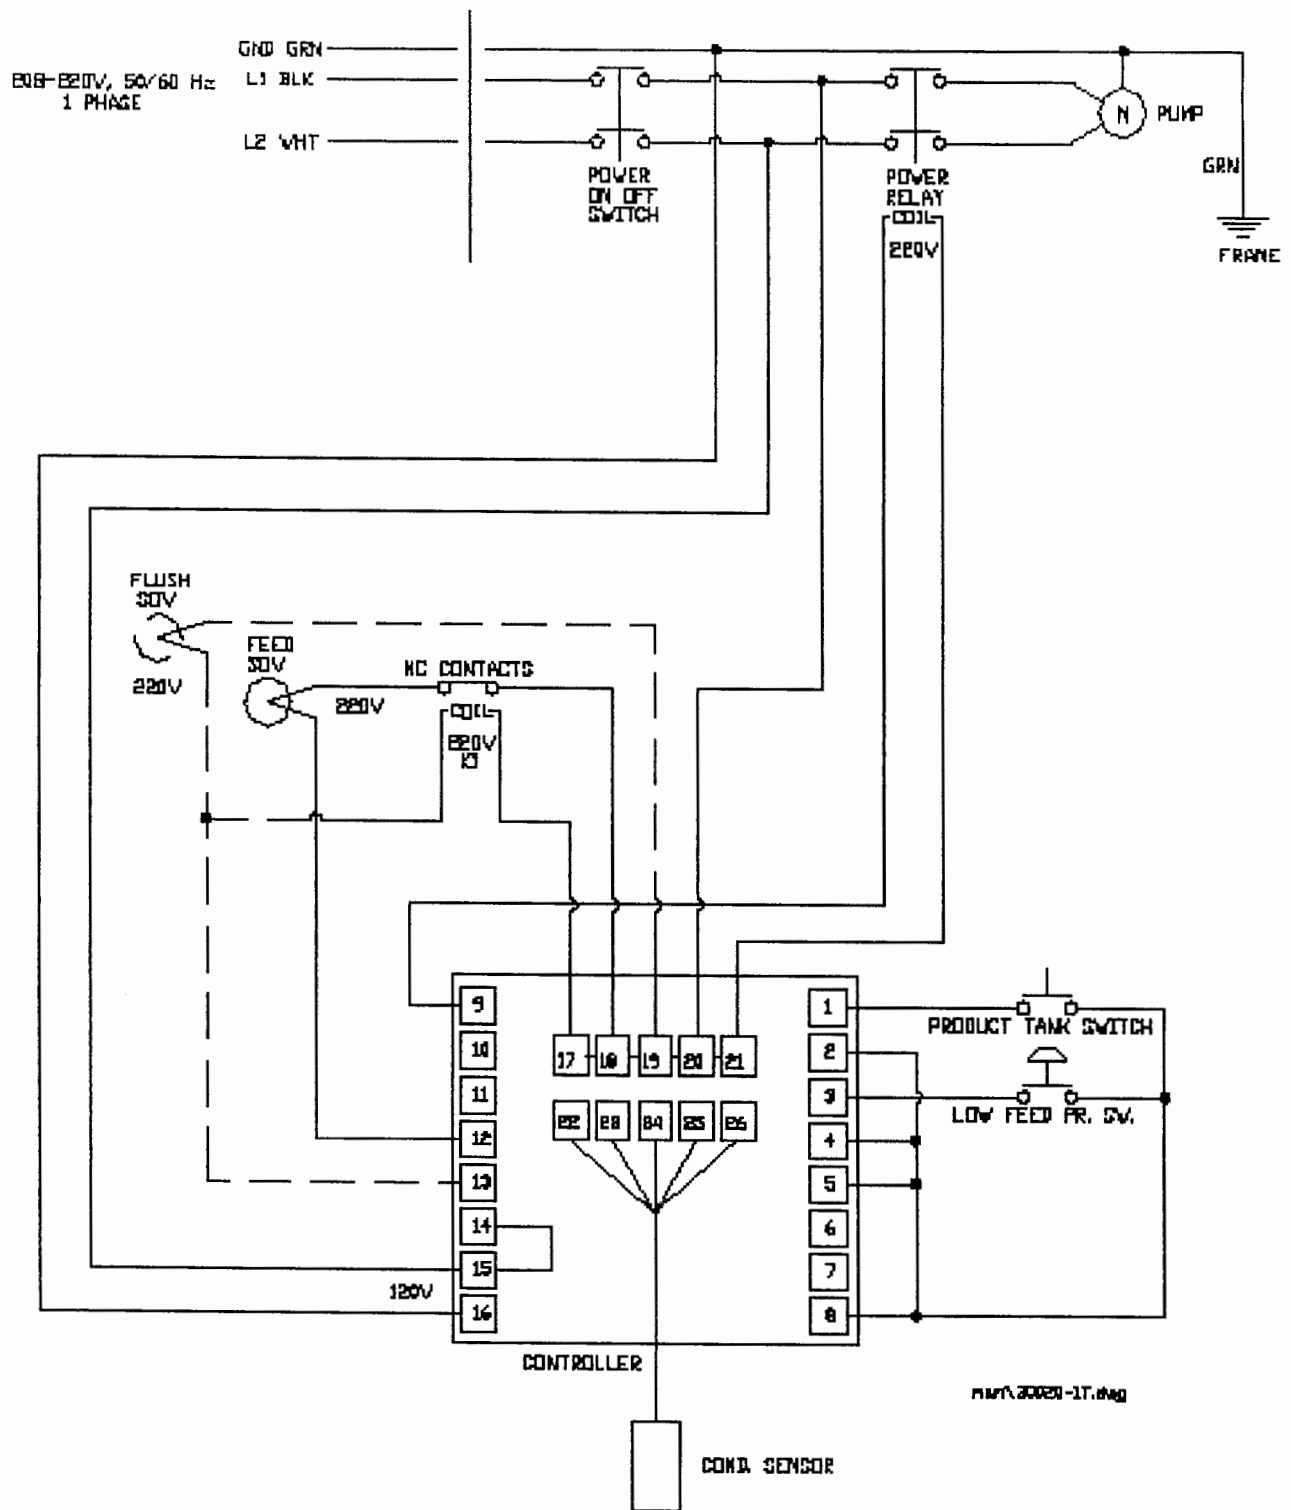 GND GRN
208-220V, 50/60 Hz
1 PHASE
L1 BLK
L2 WHT
POWER
ON OFF
SWITCH
POWER
RELAY
COIL
220V
M
PUMP
GRN
FRAME
FLUSH
SOV
220V
FEED
SOV
220V
NC CONTACTS
COIL
220V
9
10
11
12
13
14
15
16
120V
17
18
19
20
21
22
23
24
25
26
1
2
3
4
5
6
7
8
PRODUCT TANK SWITCH
LOW FEED PR. SW.
CONTROLLER
COND. SENSOR